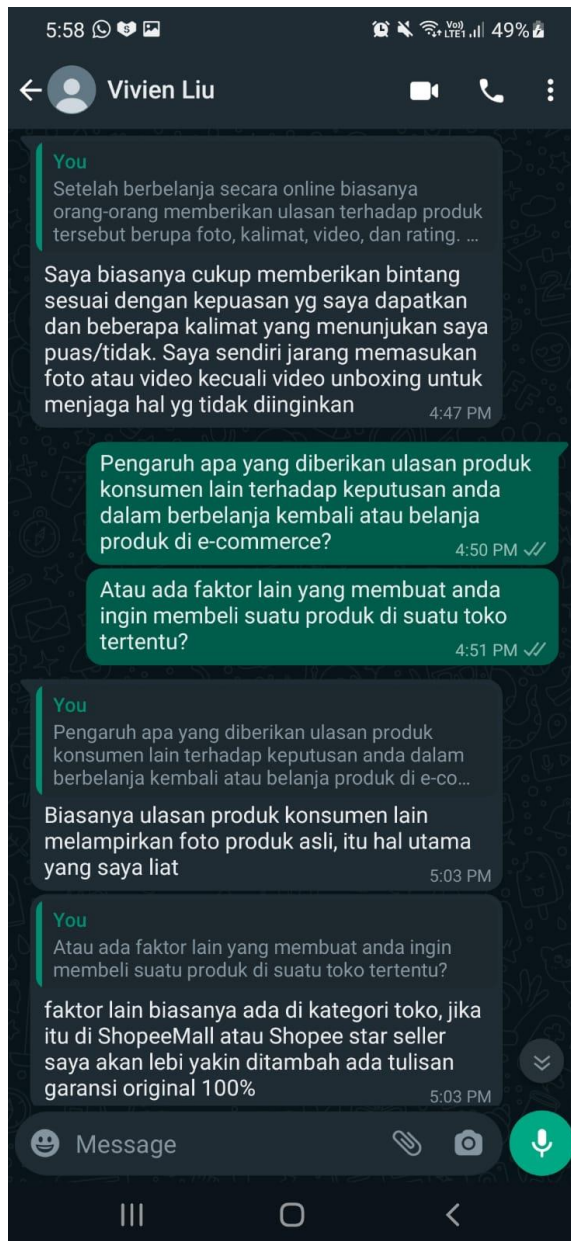 5:58
49%
Vivien Liu
You
Setelah berbelanja secara online biasanya
orang-orang memberikan ulasan terhadap produk
tersebut berupa foto, kalimat, video, dan rating. ...
Saya biasanya cukup memberikan bintang
sesuai dengan kepuasan yg saya dapatkan
dan beberapa kalimat yang menunjukan saya
puas/tidak. Saya sendiri jarang memasukan
foto atau video kecuali video unboxing untuk
menjaga hal yg tidak diinginkan
4:47 PM
Pengaruh apa yang diberikan ulasan produk
konsumen lain terhadap keputusan anda
dalam berbelanja kembali atau belanja
produk di e-commerce?
4:50 PM
Atau ada faktor lain yang membuat anda
ingin membeli suatu produk di suatu toko
tertentu?
4:51 PM
You
Pengaruh apa yang diberikan ulasan produk
konsumen lain terhadap keputusan anda dalam
berbelanja kembali atau belanja produk di e-co...
Biasanya ulasan produk konsumen lain
melampirkan foto produk asli, itu hal utama
yang saya liat
5:03 PM
You
Atau ada faktor lain yang membuat anda ingin
membeli suatu produk di suatu toko tertentu?
faktor lain biasanya ada di kategori toko, jika
itu di ShopeeMall atau Shopee star seller
saya akan lebi yakin ditambah ada tulisan
garansi original 100%
5:03 PM
Message